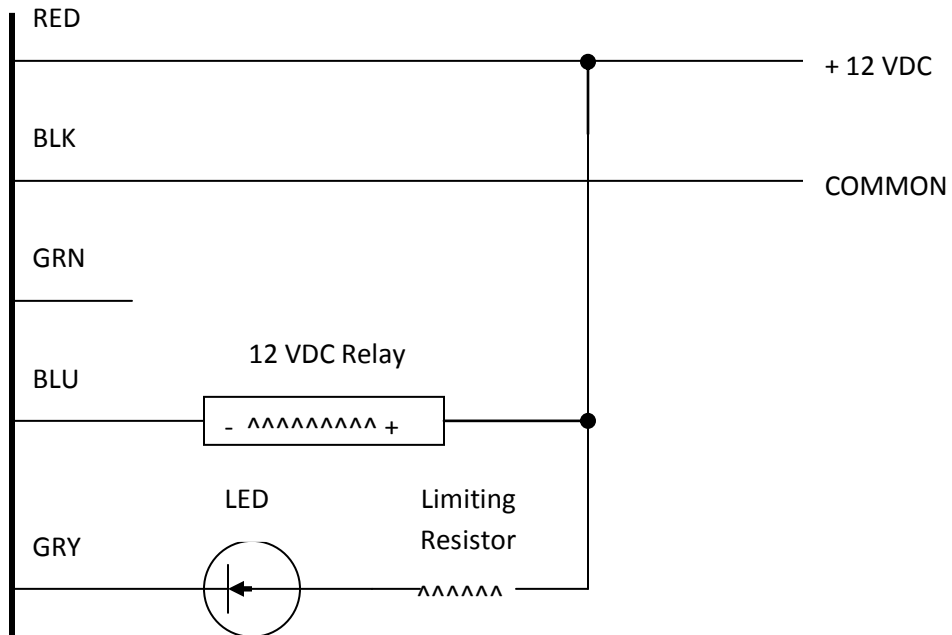 RED
+ 12 VDC
BLK
COMMON
GRN
12 VDC Relay
BLU
- ^^^^^^^^^ +
LED
Limiting
Resistor
GRY
^^^^^^